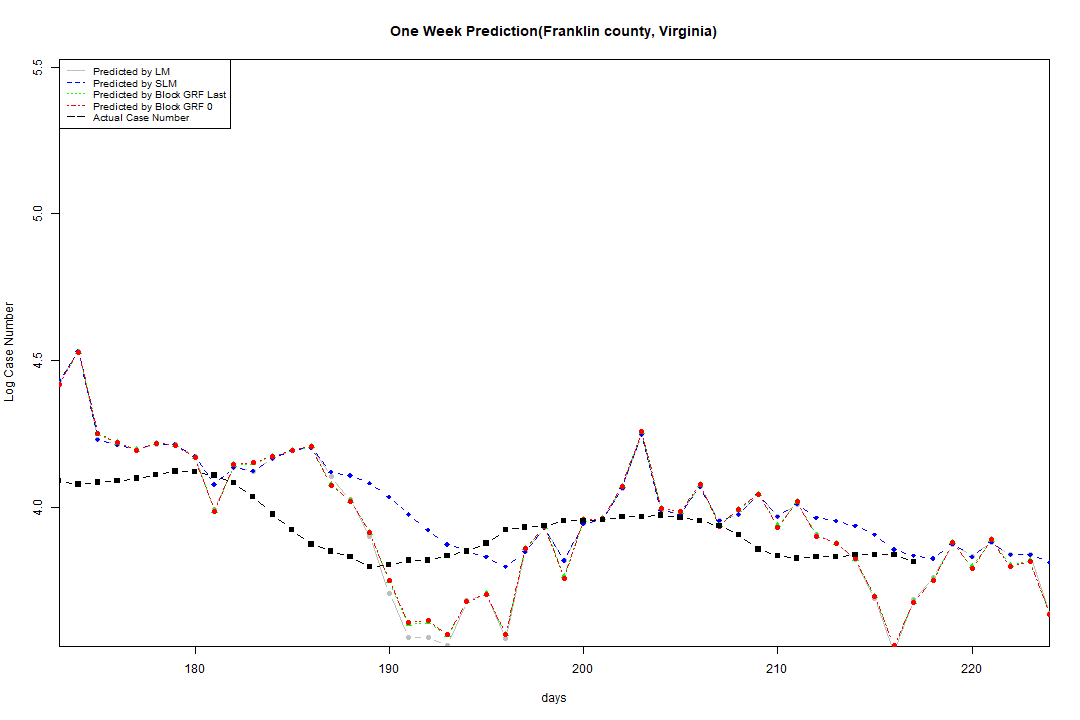 One Week Prediction(Franklin county, Virginia)
Predicted by LM
Predicted by SLM
Predicted by Block GRF Last
Predicted by Block GRF 0
Actual Case Number
5.5
5.0
4.5
4.0
Log Case Number
180 190 200 210 220
days